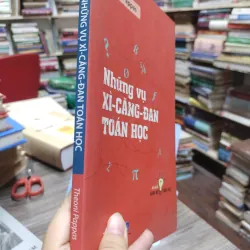 NHỮNG VỤ XÌ-CĂNG-ĐAN TOÁN HỌC
Theoni Pappas
Những vụ
XÌ-CĂNG-ĐAN
TOÁN HỌC